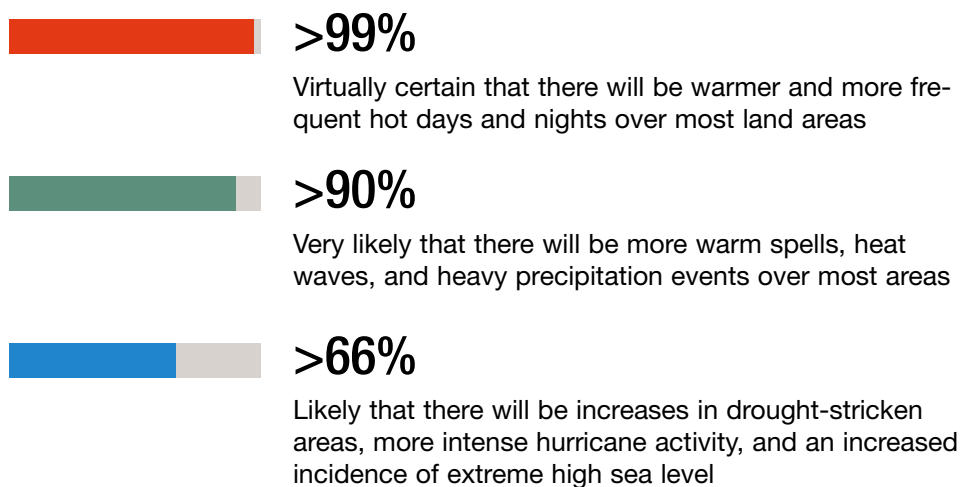 >99%
Virtually certain that there will be warmer and more fre-
quent hot days and nights over most land areas
>90%
Very likely that there will be more warm spells, heat
waves, and heavy precipitation events over most areas
>66%
Likely that there will be increases in drought-stricken
areas, more intense hurricane activity, and an increased
incidence of extreme high sea level